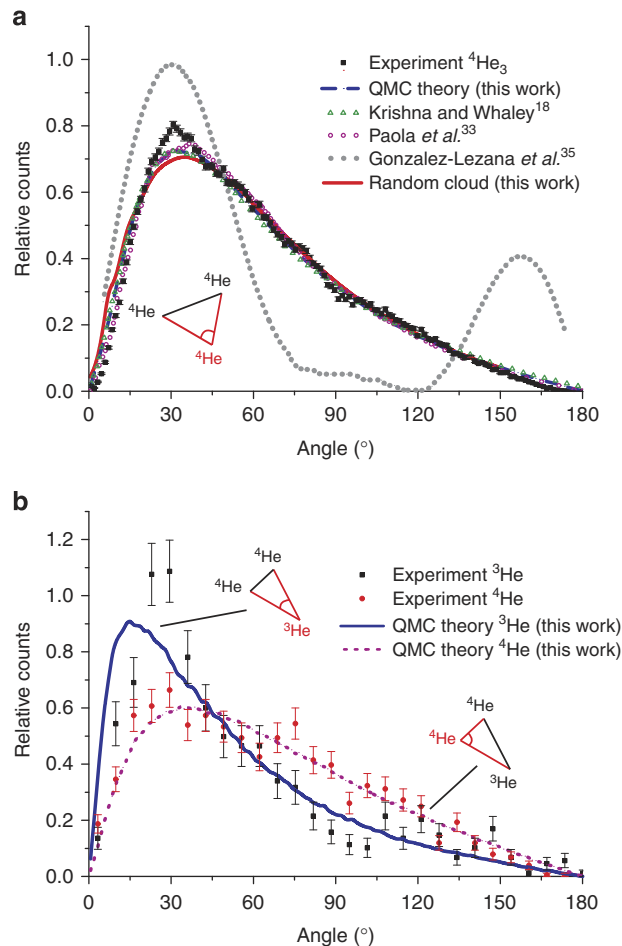 a
Relative counts
1.0
0.8
0.6
0.4
0.2
0.0
Experiment ⁴He₃
QMC theory (this work)
Krishna and Whaley¹⁸
Paola et al.³³
Gonzalez-Lezana et al.³⁵
Random cloud (this work)
⁴He
⁴He
⁴He
0 30 60 90 120 150 180
Angle (°)
b
Relative counts
1.2
1.0
0.8
0.6
0.4
0.2
0.0
⁴He
⁴He
³He
Experiment ³He
Experiment ⁴He
QMC theory ³He (this work)
QMC theory ⁴He (this work)
⁴He
⁴He
³He
0 30 60 90 120 150 180
Angle (°)